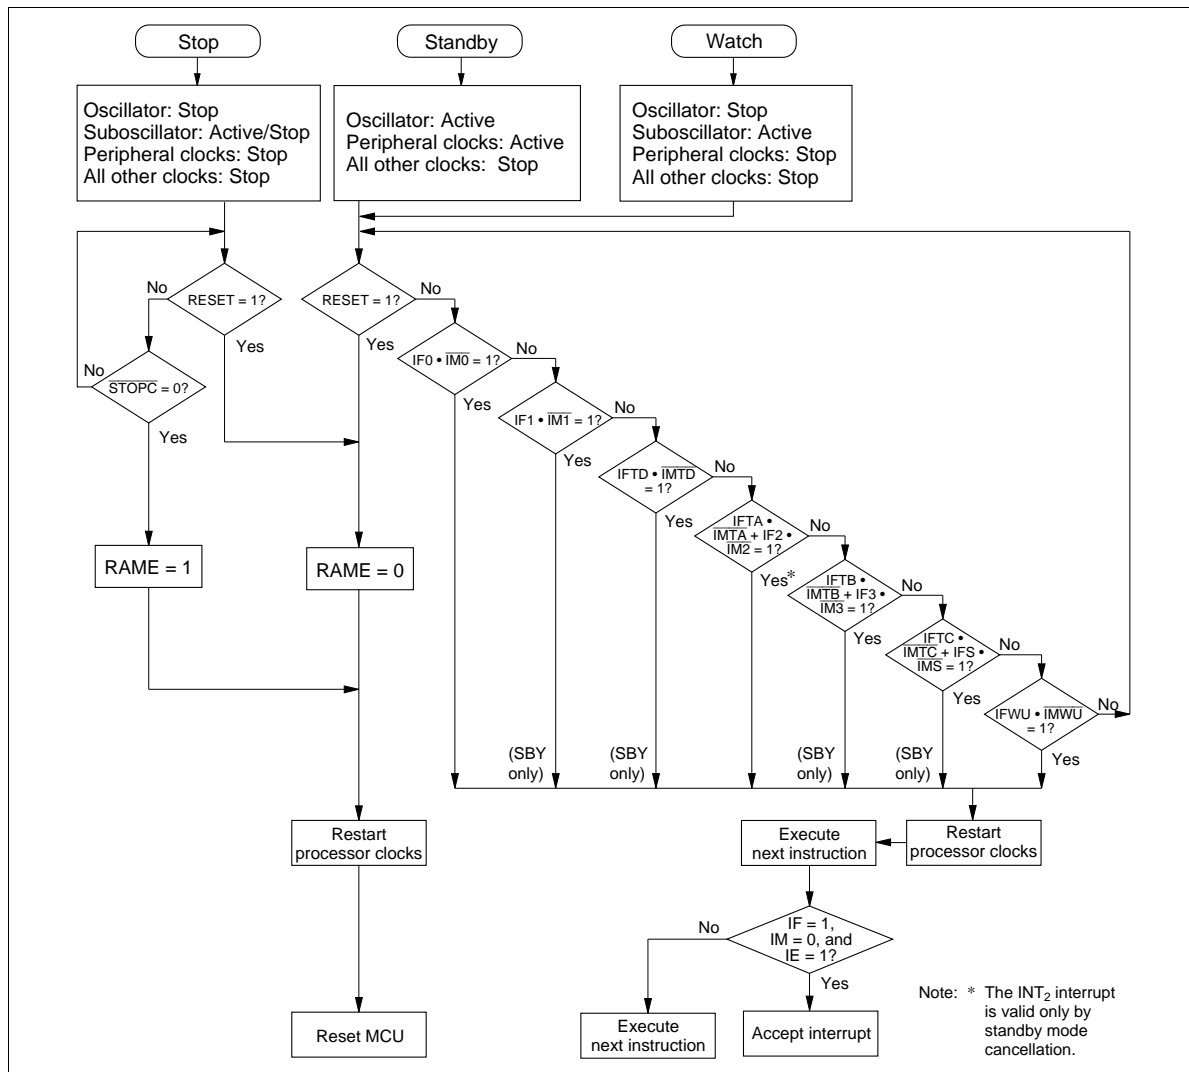 Stop
Standby
Watch
Oscillator: Stop
Suboscillator: Active/Stop
Peripheral clocks: Stop
All other clocks: Stop
Oscillator: Active
Peripheral clocks: Active
All other clocks: Stop
Oscillator: Stop
Suboscillator: Active
Peripheral clocks: Stop
All other clocks: Stop
No
RESET = 1?
Yes
No
STOPC = 0?
Yes
RAME = 1
RESET = 1?
No
Yes
RAME = 0
IF0 • IM0 = 1?
No
Yes
IF1 • IM1 = 1?
No
Yes
IFTD • IMTD
= 1?
No
Yes
IFTA •
IMTA + IF2 •
IM2 = 1?
No
Yes*
IFTB •
IMTB + IF3 •
IM3 = 1?
No
Yes
IFTC •
IMTC + IFS •
IMS = 1?
No
Yes
IFWU • IMWU
= 1?
No
Yes
(SBY
only)
(SBY
only)
(SBY
only)
(SBY
only)
Restart
processor clocks
Reset MCU
Restart
processor clocks
Execute
next instruction
IF = 1,
IM = 0, and
IE = 1?
No
Yes
Execute
next instruction
Accept interrupt
Note: * The INT2 interrupt
is valid only by
standby mode
cancellation.